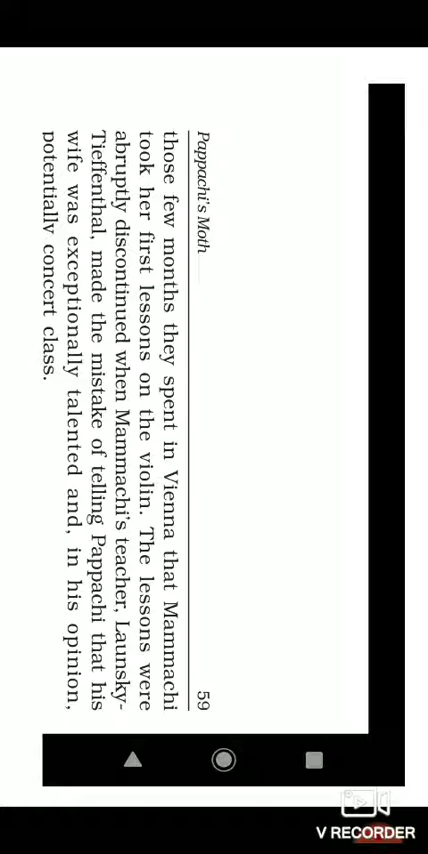 Pappachi's Moth 59
those few months they spent in Vienna that Mammachi
took her first lessons on the violin. The lessons were
abruptly discontinued when Mammachi's teacher, Launsky-
Tieffenthal, made the mistake of telling Pappachi that his
wife was exceptionally talented and, in his opinion,
potentially concert class.
V RECORDER